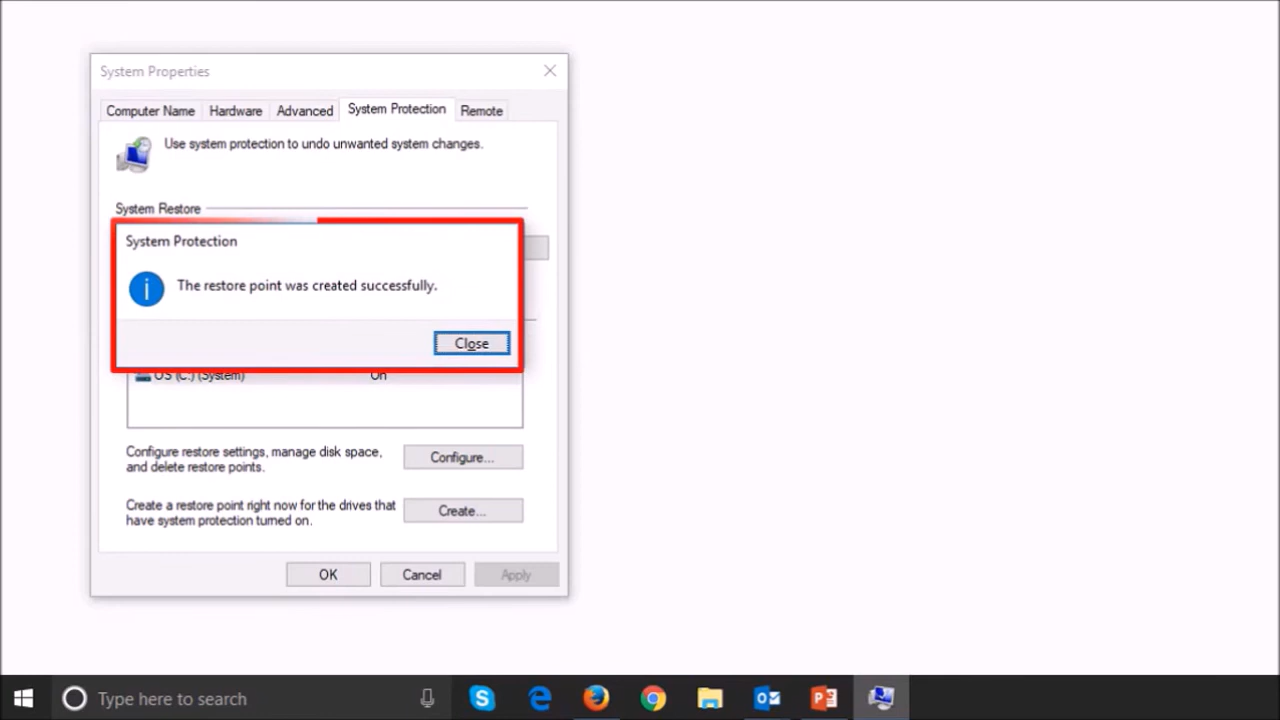 System Properties
Computer Name Hardware Advanced System Protection Remote
Use system protection to undo unwanted system changes.
System Restore
System Protection
The restore point was created successfully.
Close
OS (C:) (System) On
Configure restore settings, manage disk space,
and delete restore points.
Configure...
Create a restore point right now for the drives that
have system protection turned on.
Create...
OK Cancel Apply
Type here to search